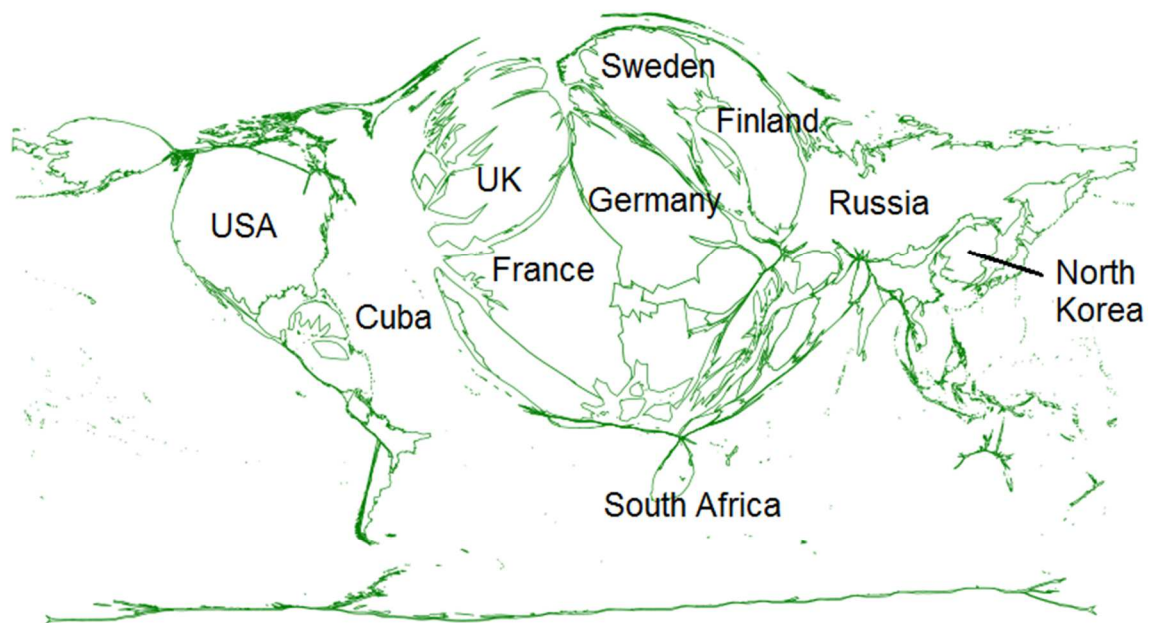 Sweden
Finland
UK
Germany
USA
Russia
France
North
Korea
Cuba
South Africa